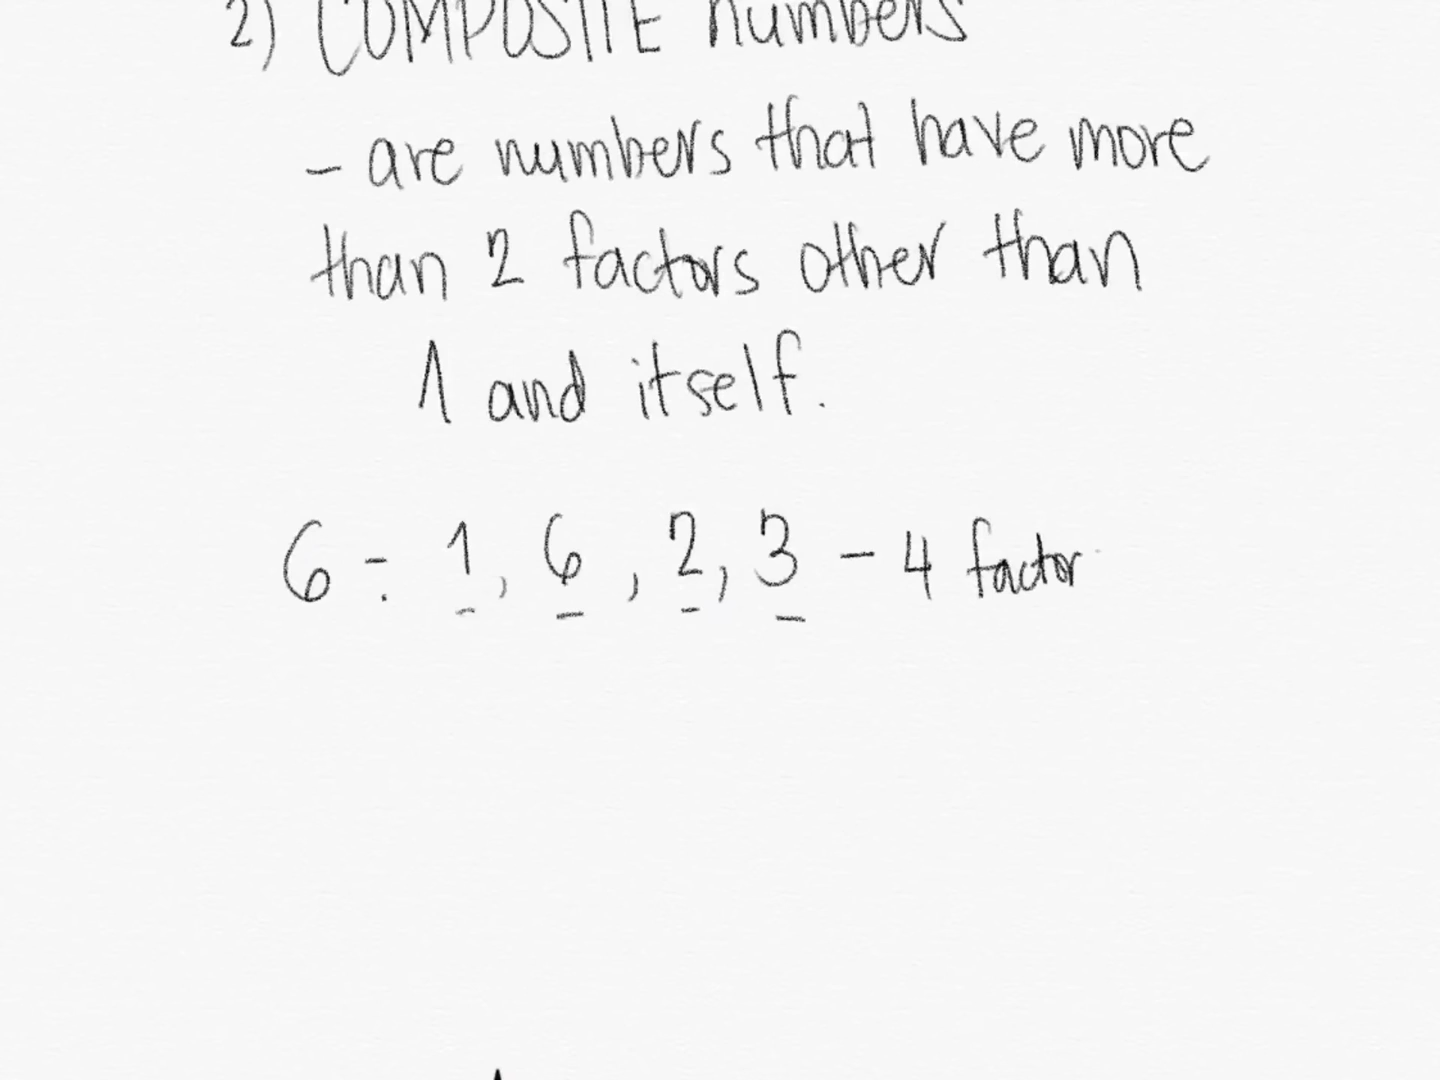 2) COMPOSITE numbers
- are numbers that have more
than 2 factors other than
1 and itself.
6 ÷ 1, 6, 2, 3 - 4 factor